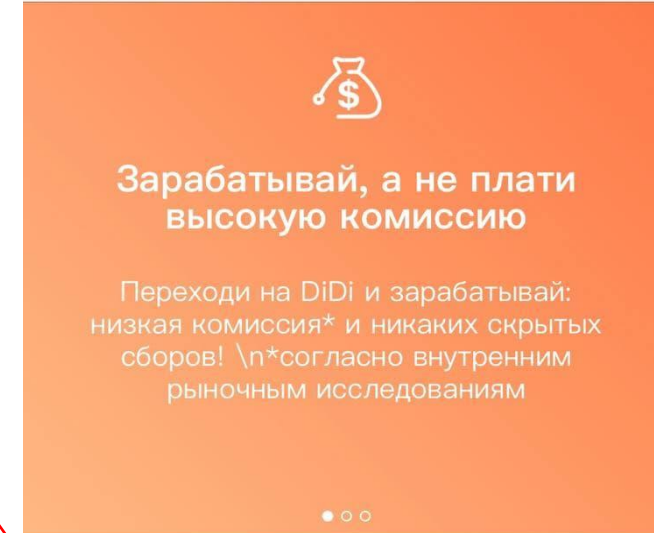 $
Зарабатывай, а не плати
высокую комиссию
Переходи на DiDi и зарабатывай:
низкая комиссия* и никаких скрытых
сборов! \n*согласно внутренним
рыночным исследованиям